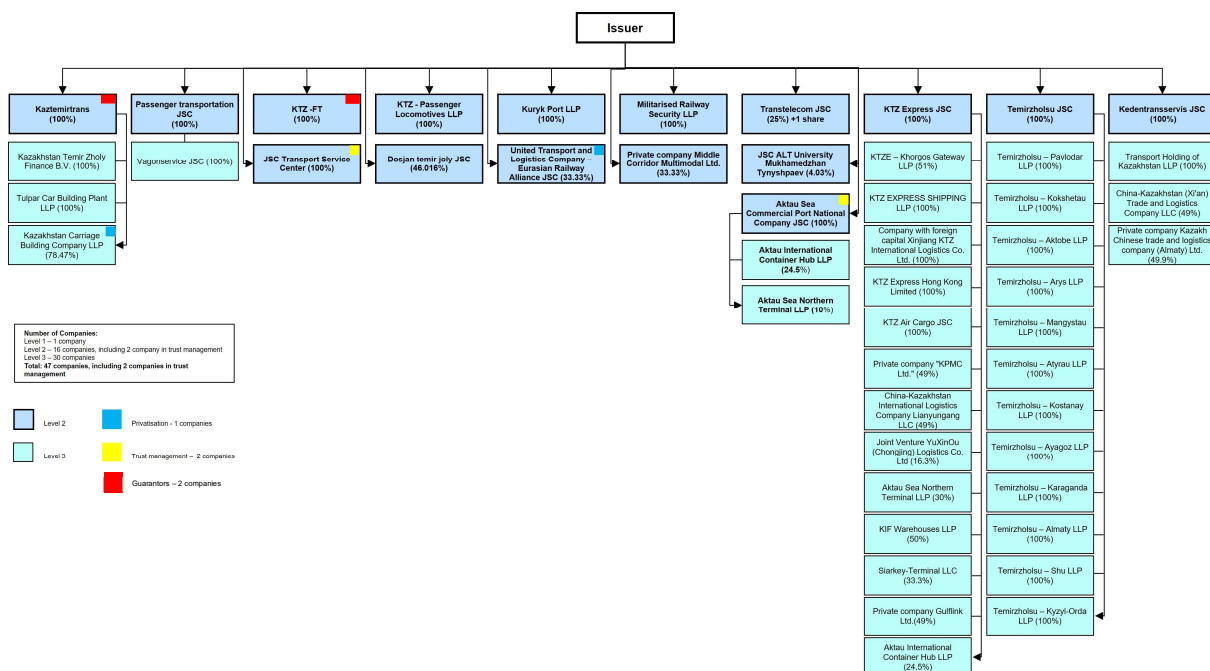 Issuer
Kaztemirtrans
(100%)
Passenger transportation
JSC
(100%)
KTZ -FT
(100%)
KTZ - Passenger
Locomotives LLP
(100%)
Kuryk Port LLP
(100%)
Militarised Railway
Security LLP
(100%)
Transtelecom JSC
(25%) +1 share
KTZ Express JSC
(100%)
Temirzholsu JSC
(100%)
Kedentransservis JSC
(100%)
Kazakhstan Temir Zholy
Finance B.V. (100%)
Tulpar Car Building Plant
LLP (100%)
Kazakhstan Carriage
Building Company LLP
(78.47%)
Vagonservice JSC (100%)
JSC Transport Service
Center (100%)
Dosjan temir joly JSC
(46.016%)
United Transport and
Logistics Company –
Eurasian Railway
Alliance JSC (33.33%)
Private company Middle
Corridor Multimodal Ltd.
(33.33%)
JSC ALT University
Mukhamedzhan
Tynyshpaev (4.03%)
Aktau Sea
Commercial Port National
Company JSC (100%)
Aktau International
Container Hub LLP
(24.5%)
Aktau Sea Northern
Terminal LLP (10%)
KTZE – Khorgos Gateway
LLP (51%)
KTZ EXPRESS SHIPPING
LLP (100%)
Company with foreign
capital Xinjiang KTZ
International Logistics Co.
Ltd. (100%)
KTZ Express Hong Kong
Limited (100%)
KTZ Air Cargo JSC
(100%)
Private company "KPMC
Ltd." (49%)
China-Kazakhstan
International Logistics
Company Lianyungang
LLC (49%)
Joint Venture YuXinOu
(Chongjing) Logistics Co.
Ltd (16.3%)
Aktau Sea Northern
Terminal LLP (30%)
KIF Warehouses LLP
(50%)
Siarkey-Terminal LLC
(33.3%)
Private company Gulflink
Ltd.(49%)
Aktau International
Container Hub LLP
(24.5%)
Temirzholsu – Pavlodar
LLP (100%)
Temirzholsu – Kokshetau
LLP (100%)
Temirzholsu – Aktobe LLP
(100%)
Temirzholsu – Arys LLP
(100%)
Temirzholsu – Mangystau
LLP (100%)
Temirzholsu – Atyrau LLP
(100%)
Temirzholsu – Kostanay
LLP (100%)
Temirzholsu – Ayagoz LLP
(100%)
Temirzholsu – Karaganda
LLP (100%)
Temirzholsu – Almaty LLP
(100%)
Temirzholsu – Shu LLP
(100%)
Temirzholsu – Kyzyl-Orda
LLP (100%)
Transport Holding of
Kazakhstan LLP (100%)
China-Kazakhstan (Xi'an)
Trade and Logistics
Company LLC (49%)
Private company Kazakh
Chinese trade and logistics
company (Almaty) Ltd.
(49.9%)
Number of Companies:
Level 1 – 1 company
Level 2 – 16 companies, including 2 company in trust management
Level 3 – 30 companies
Total: 47 companies, including 2 companies in trust
management
Level 2
Privatisation - 1 companies
Level 3
Trust management – 2 companies
Guarantors – 2 companies